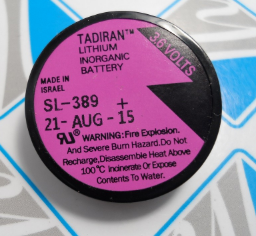 TADIRAN™
LITHIUM
INORGANIC
BATTERY
3.6 VOLTS
MADE IN
ISRAEL
SL-389 +
21-AUG-15
WARNING: Fire Explosion.
And Severe Burn Hazard. Do Not
Recharge, Disassemble Heat Above
100°C Incinerate Or Expose
Contents To Water.